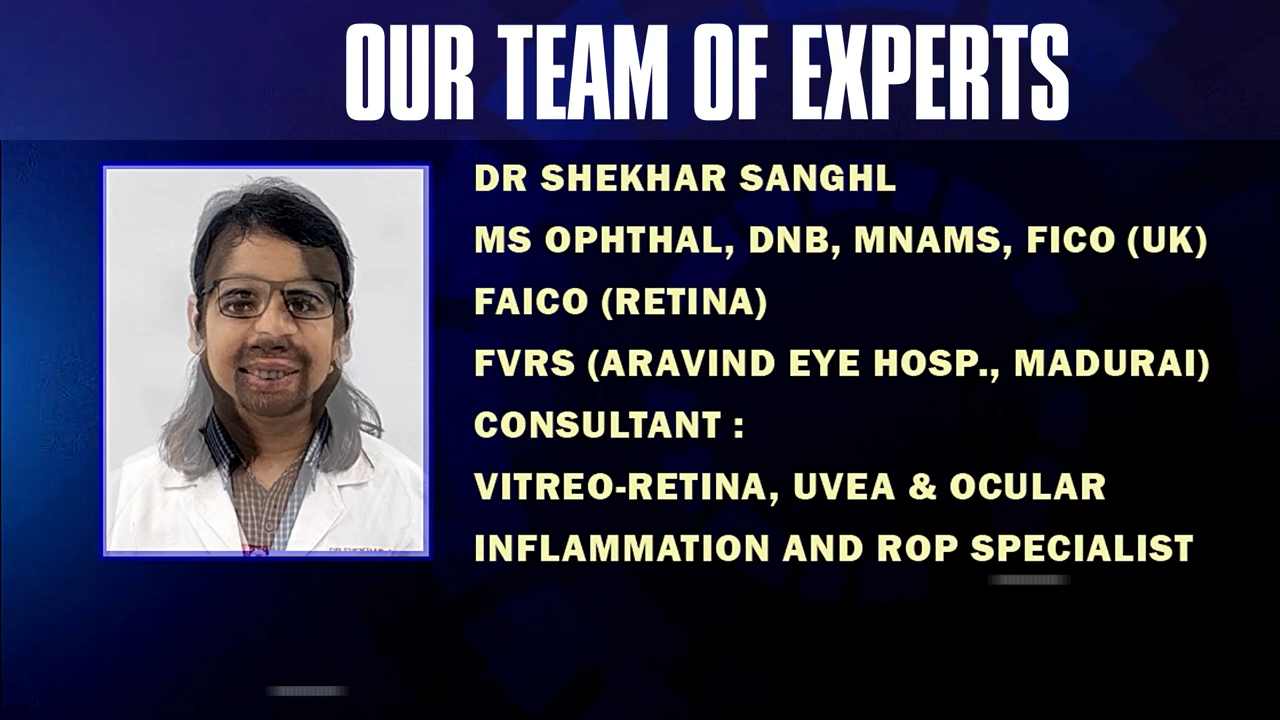 OUR TEAM OF EXPERTS
DR SHEKHAR SANGHL
MS OPHTHAL, DNB, MNAMS, FICO (UK)
FAICO (RETINA)
FVRS (ARAVIND EYE HOSP., MADURAI)
CONSULTANT :
VITREO-RETINA, UVEA & OCULAR
INFLAMMATION AND ROP SPECIALIST